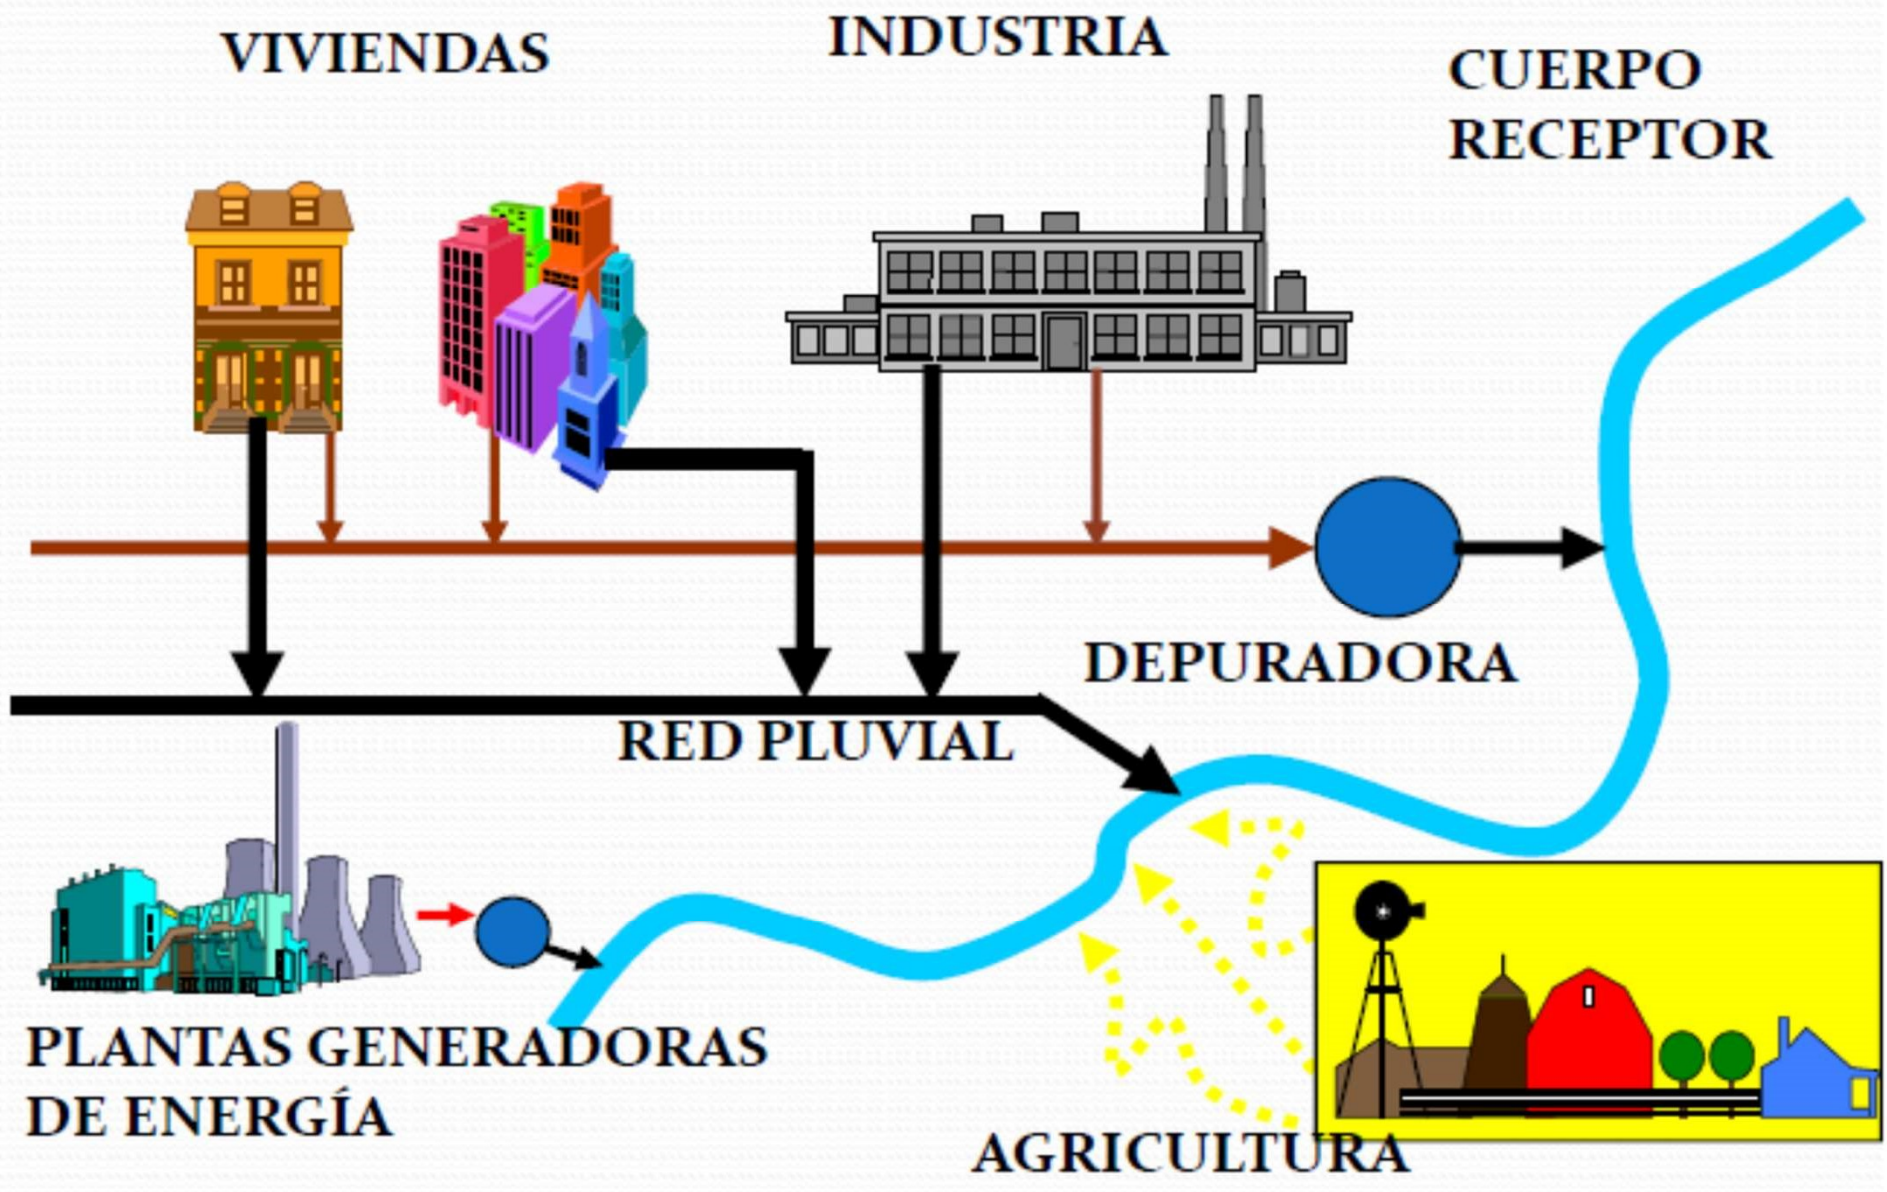 VIVIENDAS
INDUSTRIA
CUERPO
RECEPTOR
DEPURADORA
RED PLUVIAL
PLANTAS GENERADORAS
DE ENERGÍA
AGRICULTURA